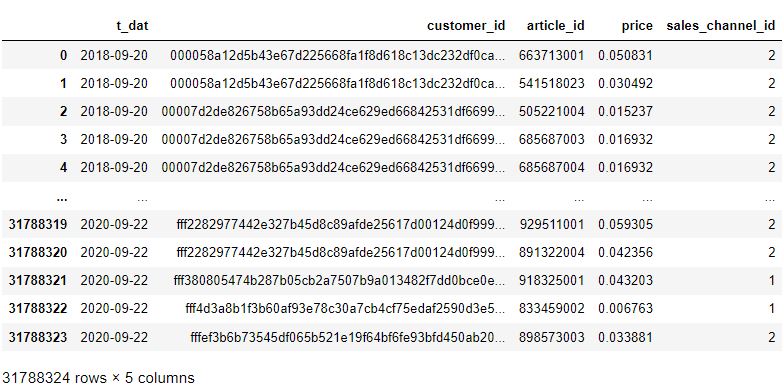 t_dat customer_id article_id price sales_channel_id
0 2018-09-20 000058a12d5b43e67d225668fa1f8d618c13dc232df0ca... 663713001 0.050831 2
1 2018-09-20 000058a12d5b43e67d225668fa1f8d618c13dc232df0ca... 541518023 0.030492 2
2 2018-09-20 00007d2de826758b65a93dd24ce629ed66842531df6699... 505221004 0.015237 2
3 2018-09-20 00007d2de826758b65a93dd24ce629ed66842531df6699... 685687003 0.016932 2
4 2018-09-20 00007d2de826758b65a93dd24ce629ed66842531df6699... 685687004 0.016932 2
... ... ... ... ... ...
31788319 2020-09-22 fff2282977442e327b45d8c89afde25617d00124d0f999... 929511001 0.059305 2
31788320 2020-09-22 fff2282977442e327b45d8c89afde25617d00124d0f999... 891322004 0.042356 2
31788321 2020-09-22 fff380805474b287b05cb2a7507b9a013482f7dd0bce0e... 918325001 0.043203 1
31788322 2020-09-22 fff4d3a8b1f3b60af93e78c30a7cb4cf75edaf2590d3e5... 833459002 0.006763 1
31788323 2020-09-22 fffef3b6b73545df065b521e19f64bf6fe93bfd450ab20... 898573003 0.033881 2
31788324 rows × 5 columns